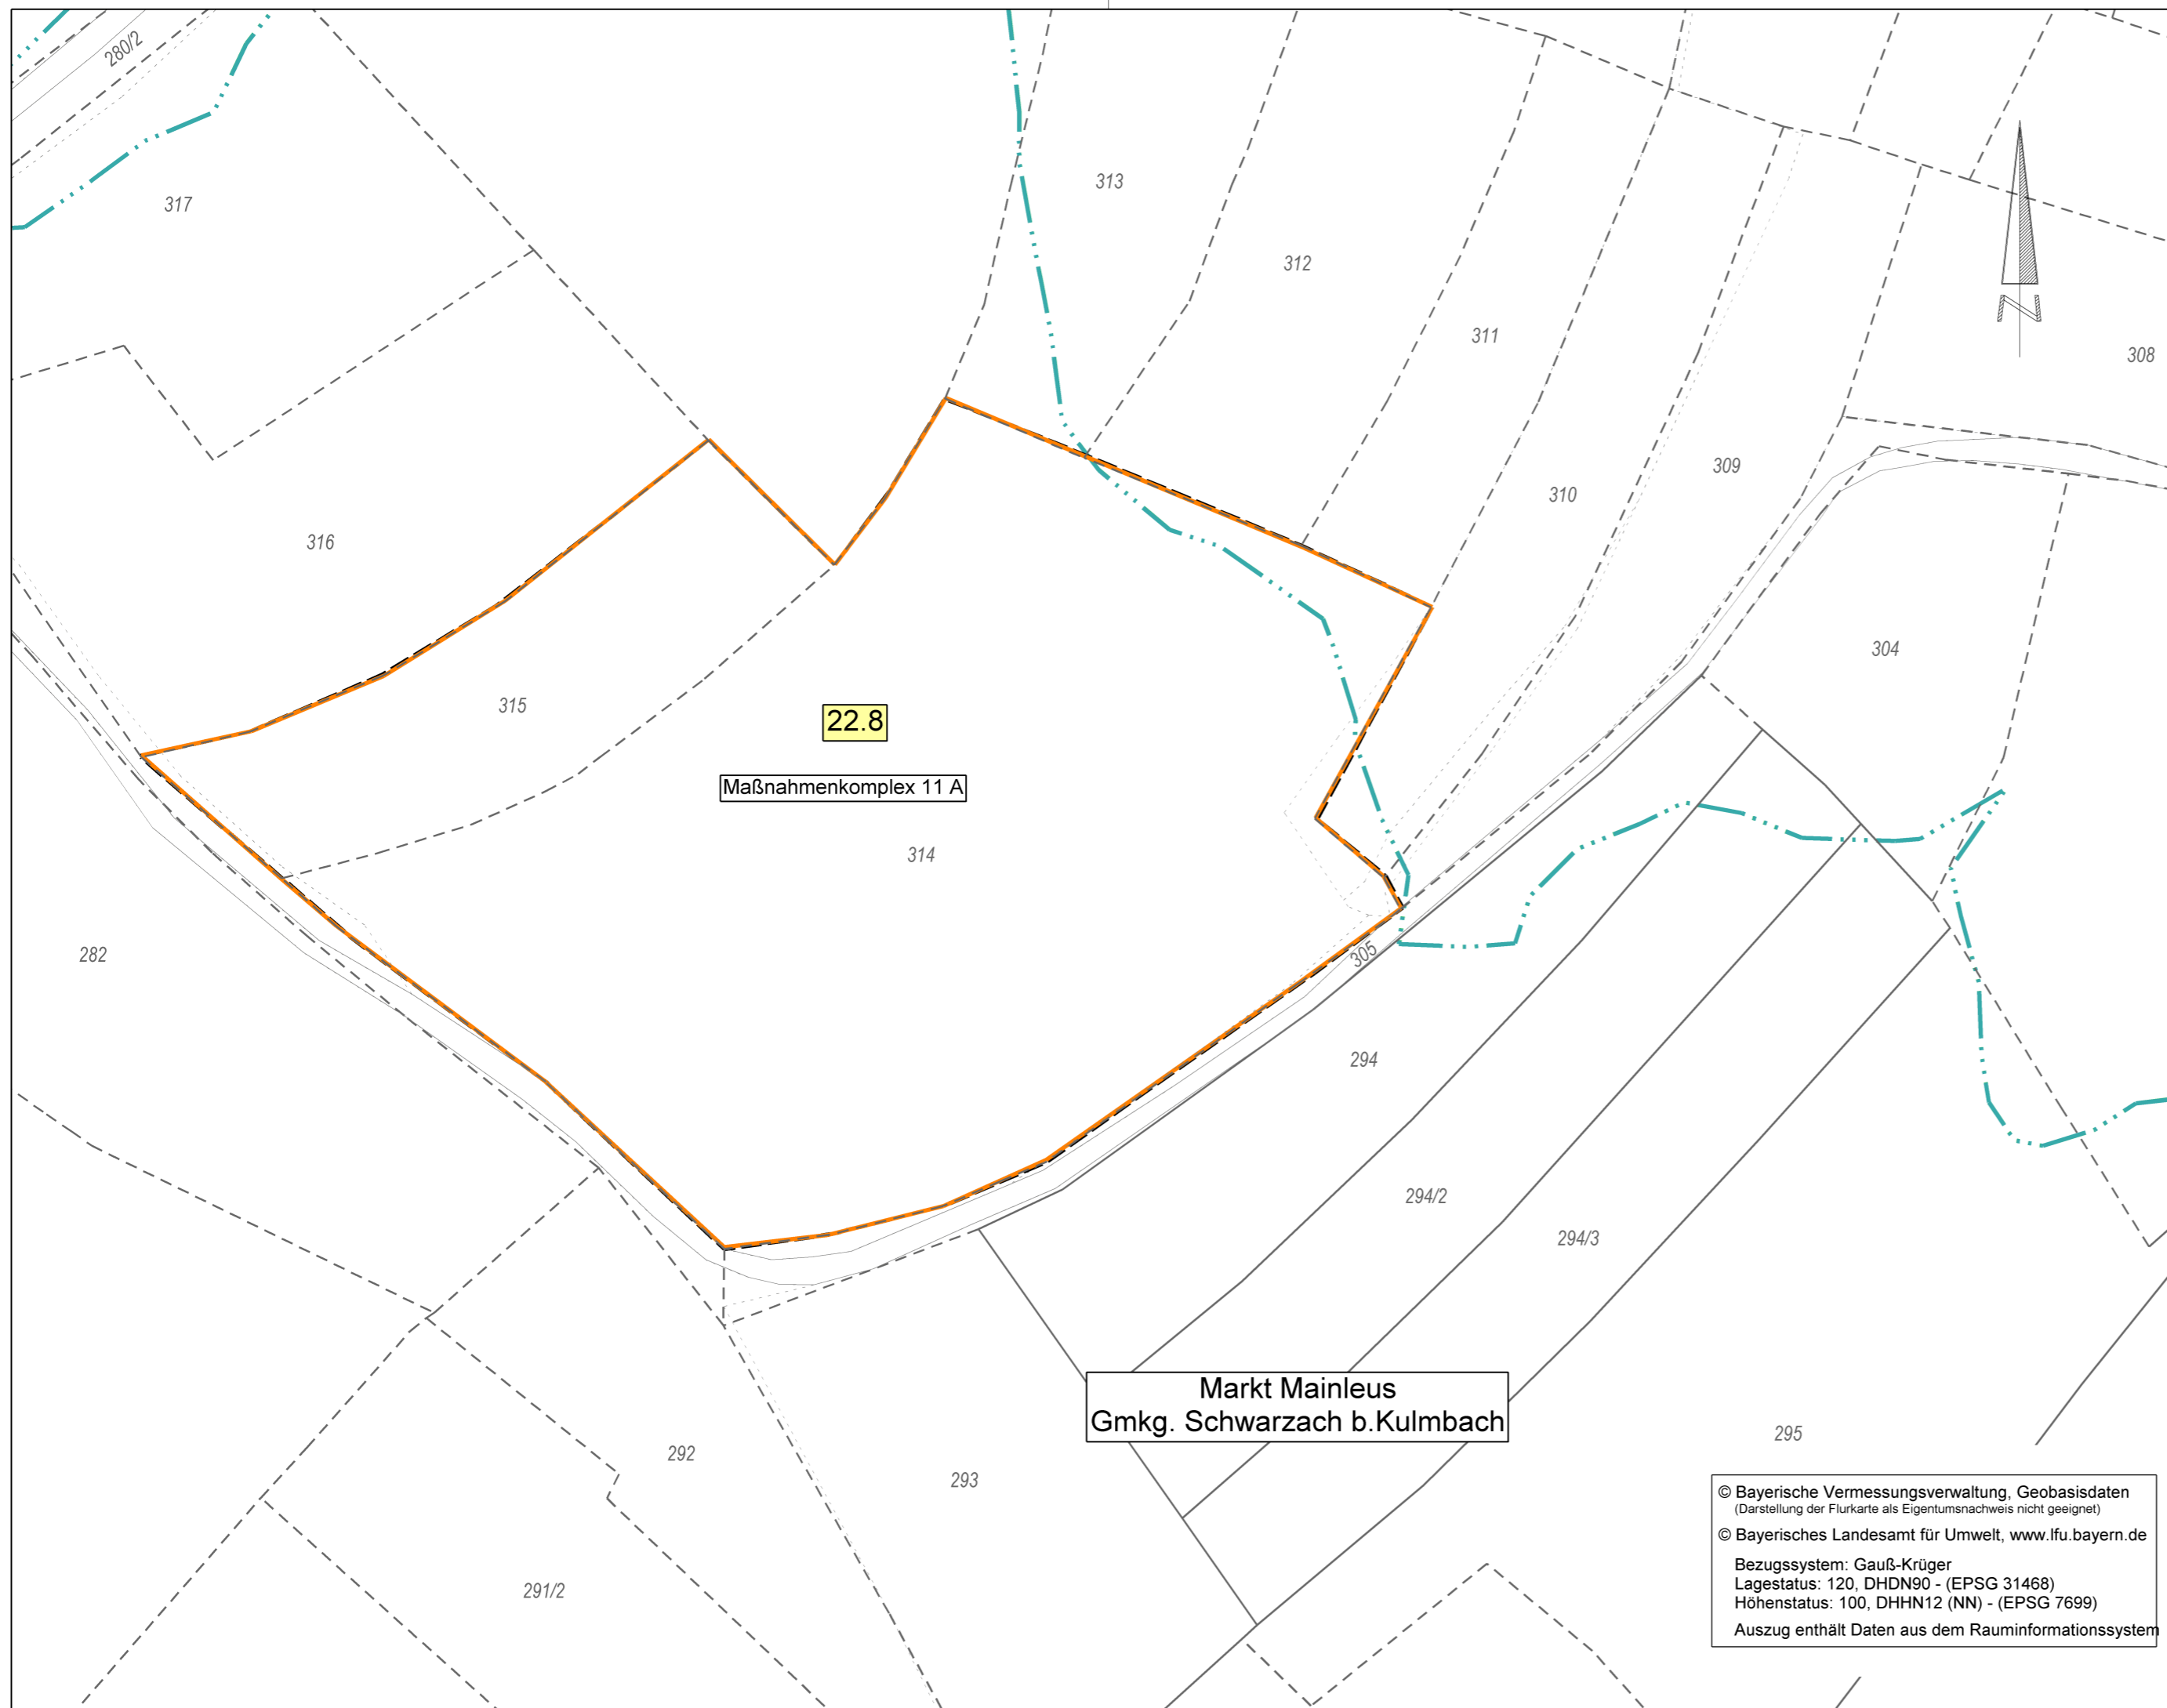 280/2
317
313
312
311
308
309
310
316
304
315
22.8
Maßnahmenkomplex 11 A
314
282
305
294
294/2
294/3
Markt Mainleus
Gmkg. Schwarzach b.Kulmbach
295
292
293
291/2
© Bayerische Vermessungsverwaltung, Geobasisdaten
(Darstellung der Flurkarte als Eigentumsnachweis nicht geeignet)
© Bayerisches Landesamt für Umwelt, www.lfu.bayern.de
Bezugssystem: Gauß-Krüger
Lagestatus: 120, DHDN90 - (EPSG 31468)
Höhenstatus: 100, DHHN12 (NN) - (EPSG 7699)
Auszug enthält Daten aus dem Rauminformationssystem
N